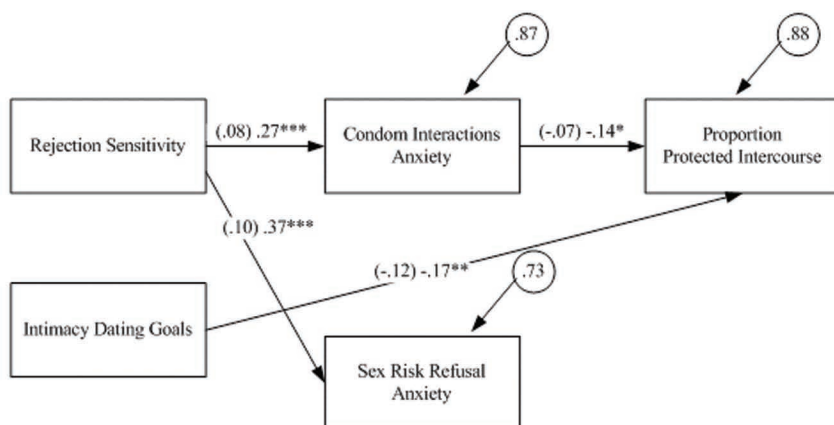 .87
.88
Rejection Sensitivity
(.08) .27***
Condom Interactions
Anxiety
(-.07) -.14*
Proportion
Protected Intercourse
(.10) .37***
(-.12) -.17**
.73
Intimacy Dating Goals
Sex Risk Refusal
Anxiety